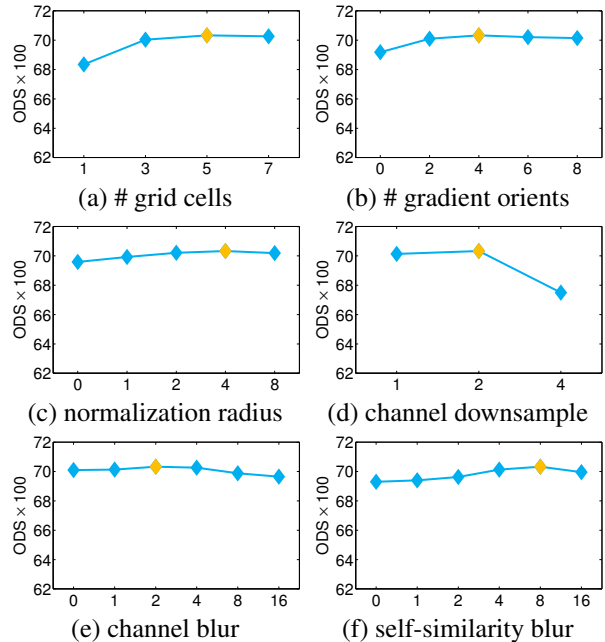 72
70
68
66
64
62
ODS × 100
1 3 5 7
(a) # grid cells
72
70
68
66
64
62
ODS × 100
0 2 4 6 8
(b) # gradient orients
72
70
68
66
64
62
ODS × 100
0 1 2 4 8
(c) normalization radius
72
70
68
66
64
62
ODS × 100
1 2 4
(d) channel downsample
72
70
68
66
64
62
ODS × 100
0 1 2 4 8 16
(e) channel blur
72
70
68
66
64
62
ODS × 100
0 1 2 4 8 16
(f) self-similarity blur